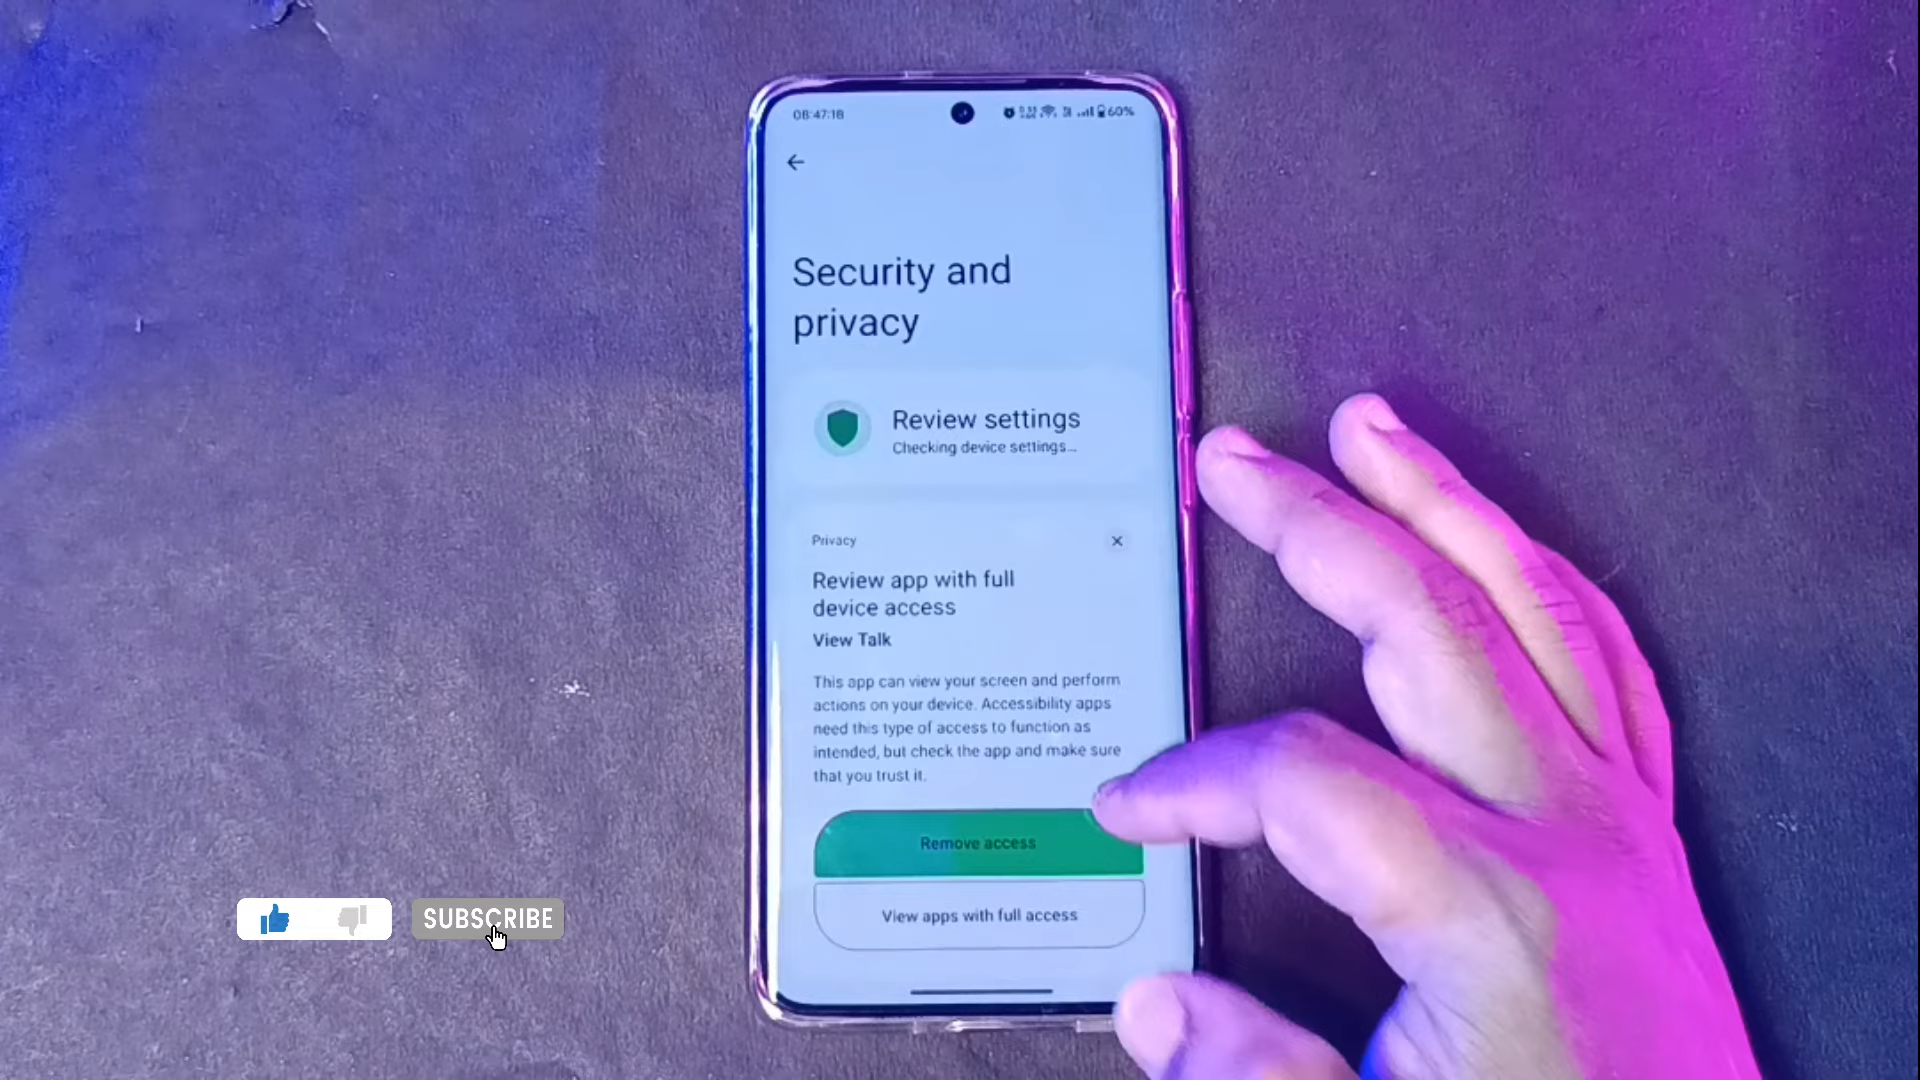 08:47:18
60%
Security and
privacy
Review settings
Checking device settings...
Privacy
Review app with full
device access
View Talk
This app can view your screen and perform
actions on your device. Accessibility apps
need this type of access to function as
intended, but check the app and make sure
that you trust it.
Remove access
View apps with full access
SUBSCRIBE